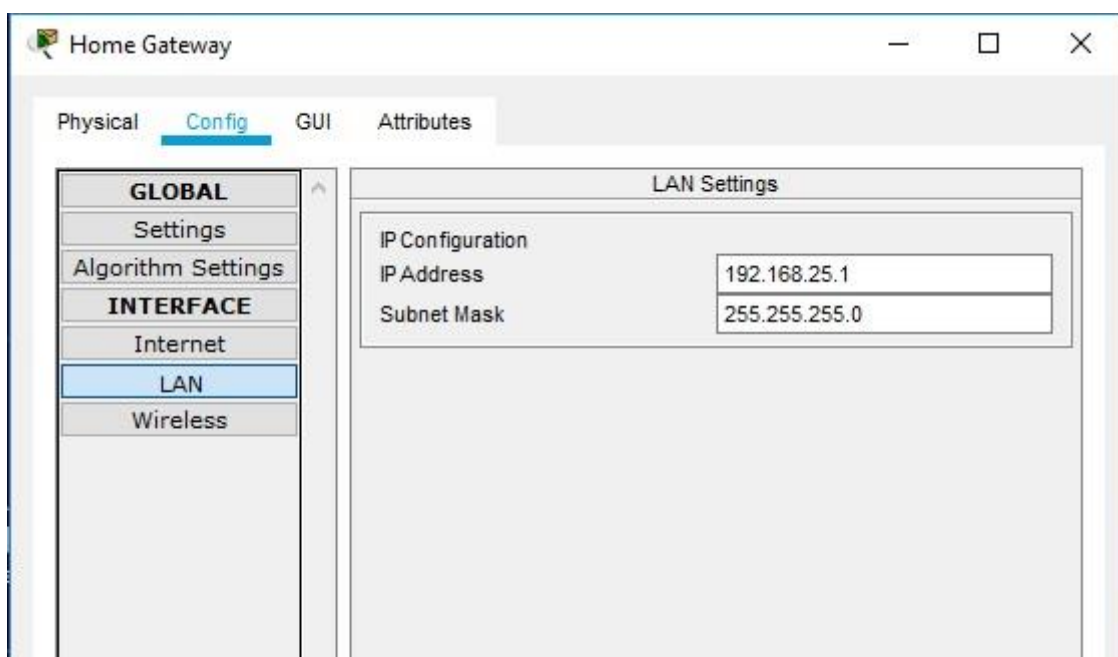 Home Gateway
Physical Config GUI Attributes
GLOBAL
Settings
Algorithm Settings
INTERFACE
Internet
LAN
Wireless
LAN Settings
IP Configuration
IP Address 192.168.25.1
Subnet Mask 255.255.255.0